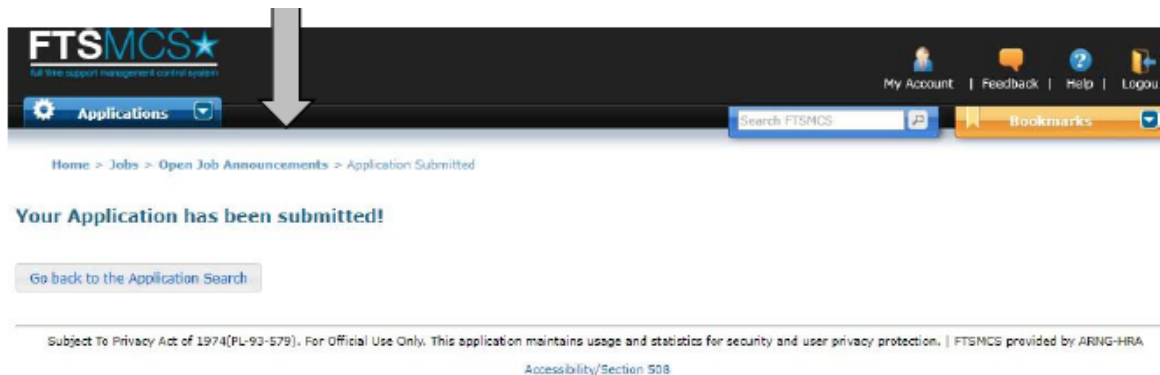 FTSMCS
full time support management control system
My Account | Feedback | Help | Logou
Applications
Search FTSMCS
Bookmarks
Home > Jobs > Open Job Announcements > Application Submitted
Your Application has been submitted!
Go back to the Application Search
Subject To Privacy Act of 1974(PL-93-579). For Official Use Only. This application maintains usage and statistics for security and user privacy protection. | FTSMCS provided by ARNG-HRA
Accessibility/Section 508